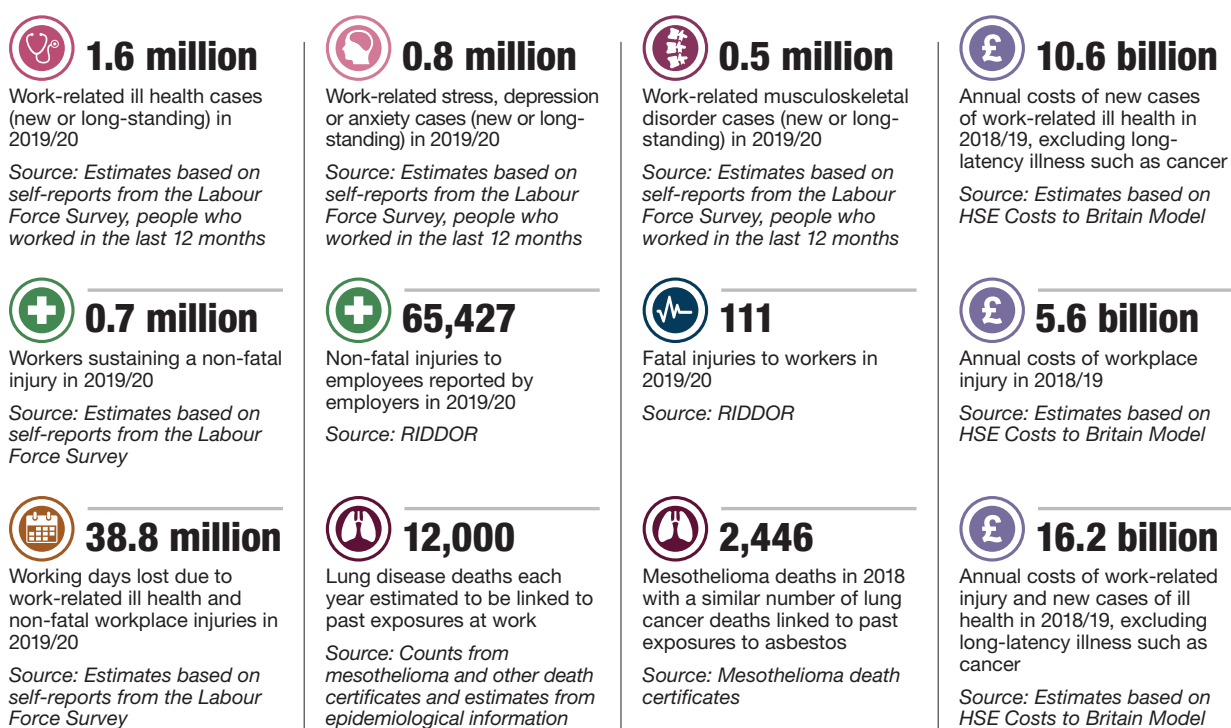 1.6 million
Work-related ill health cases
(new or long-standing) in
2019/20
Source: Estimates based on
self-reports from the Labour
Force Survey, people who
worked in the last 12 months
0.8 million
Work-related stress, depression
or anxiety cases (new or long-
standing) in 2019/20
Source: Estimates based on
self-reports from the Labour
Force Survey, people who
worked in the last 12 months
0.5 million
Work-related musculoskeletal
disorder cases (new or long-
standing) in 2019/20
Source: Estimates based on
self-reports from the Labour
Force Survey, people who
worked in the last 12 months
£ 10.6 billion
Annual costs of new cases
of work-related ill health in
2018/19, excluding long-
latency illness such as cancer
Source: Estimates based on
HSE Costs to Britain Model
0.7 million
Workers sustaining a non-fatal
injury in 2019/20
Source: Estimates based on
self-reports from the Labour
Force Survey
65,427
Non-fatal injuries to
employees reported by
employers in 2019/20
Source: RIDDOR
111
Fatal injuries to workers in
2019/20
Source: RIDDOR
£ 5.6 billion
Annual costs of workplace
injury in 2018/19
Source: Estimates based on
HSE Costs to Britain Model
38.8 million
Working days lost due to
work-related ill health and
non-fatal workplace injuries in
2019/20
Source: Estimates based on
self-reports from the Labour
Force Survey
12,000
Lung disease deaths each
year estimated to be linked to
past exposures at work
Source: Counts from
mesothelioma and other death
certificates and estimates from
epidemiological information
2,446
Mesothelioma deaths in 2018
with a similar number of lung
cancer deaths linked to past
exposures to asbestos
Source: Mesothelioma death
certificates
£ 16.2 billion
Annual costs of work-related
injury and new cases of ill
health in 2018/19, excluding
long-latency illness such as
cancer
Source: Estimates based on
HSE Costs to Britain Model